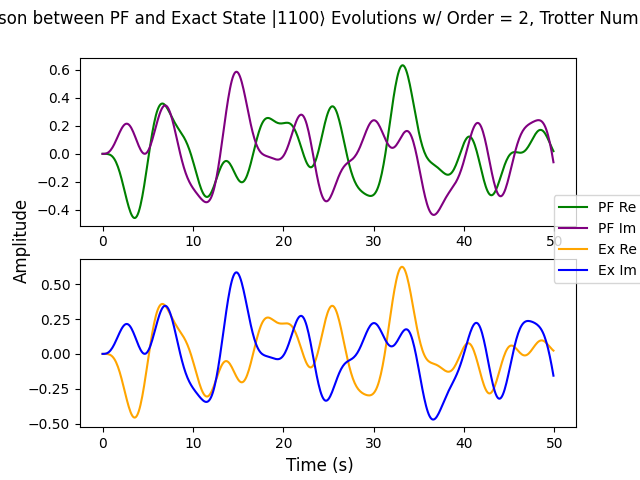 son between PF and Exact State |1100⟩ Evolutions w/ Order = 2, Trotter Num
0.6
0.4
0.2
0.0
−0.2
−0.4
0 10 20 30 40 50
PF Re
PF Im
Ex Re
Ex Im
Amplitude
0.50
0.25
0.00
−0.25
−0.50
0 10 20 30 40 50
Time (s)